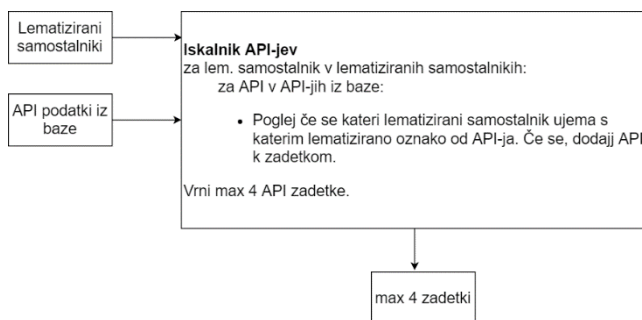 Lematizirani
samostalniki
API podatki iz
baze
Iskalnik API-jev
za lem. samostalnik v lematiziranih samostalnikih:
za API v API-jih iz baze:
• Poglej če se kateri lematizirani samostalnik ujema s
katerim lematizirano oznako od API-ja. Če se, dodajj API
k zadetkom.
Vrni max 4 API zadetke.
max 4 zadetki